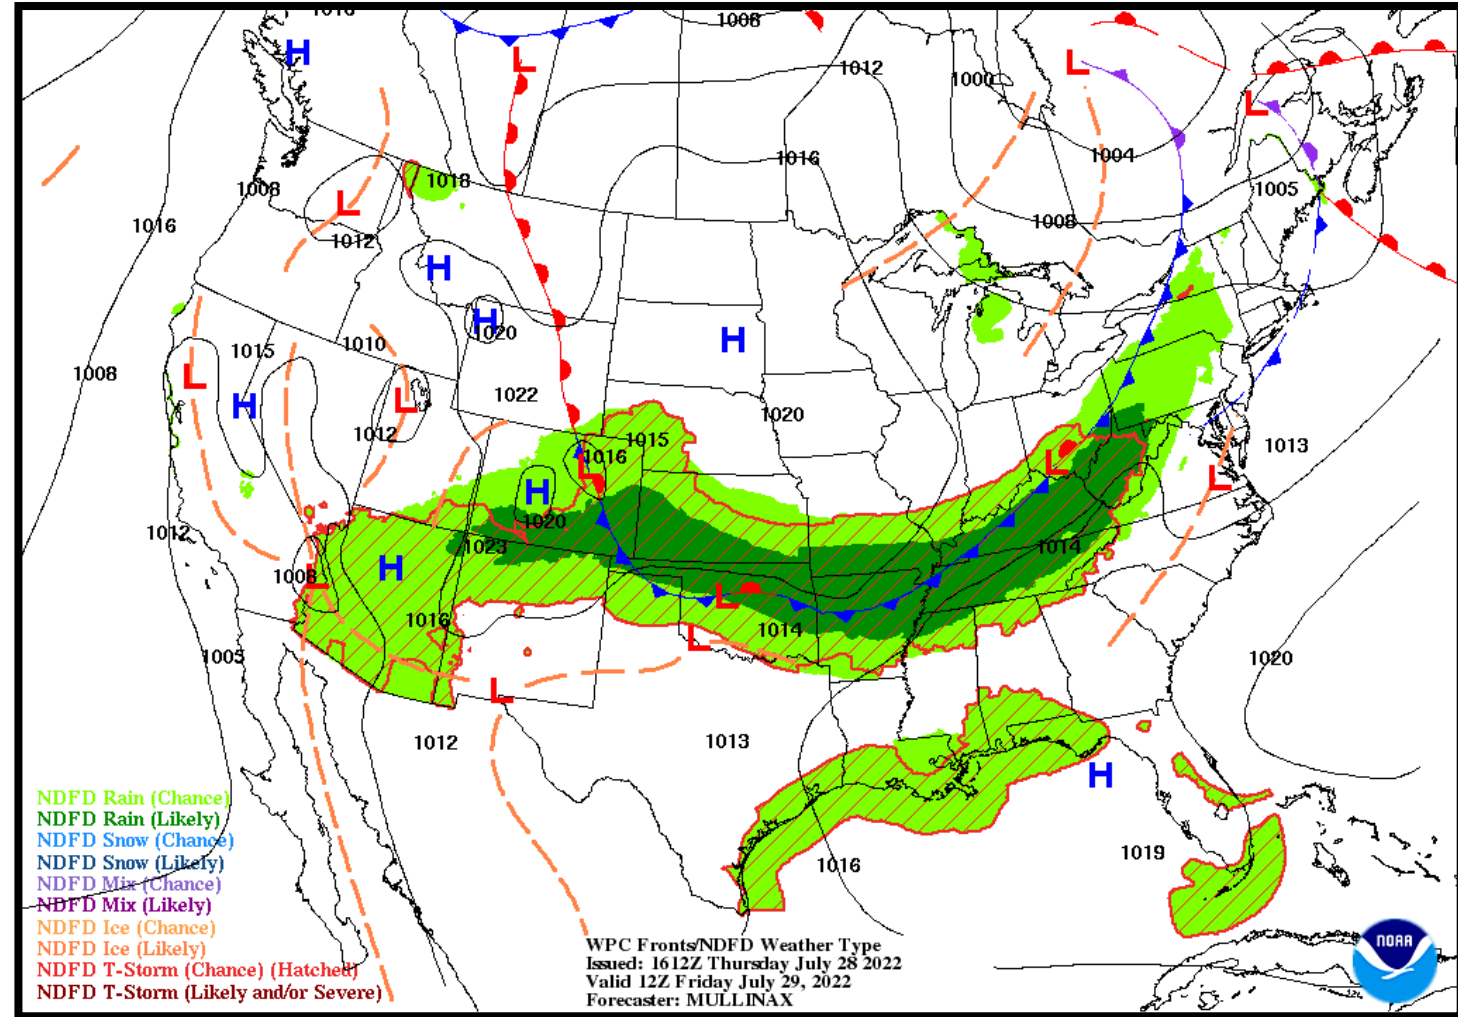 1016
H
1008
L
1012
1000
L
L
1016
1004
1018
1008
1005
L
1016
1008
1012
H
H
1020
H
1015
1010
1008
L
1022
H
L
1020
1012
1015
1016
1013
L
L
L
H
1020
1012
1023
1014
1008
L
H
L
1016
1014
L
1005
1020
L
1012
1013
H
1016
1019
NDFD Rain (Chance)
NDFD Rain (Likely)
NDFD Snow (Chance)
NDFD Snow (Likely)
NDFD Mix (Chance)
NDFD Mix (Likely)
NDFD Ice (Chance)
NDFD Ice (Likely)
NDFD T-Storm (Chance) (Hatched)
NDFD T-Storm (Likely and/or Severe)
WPC Fronts/NDFD Weather Type
Issued: 1612Z Thursday July 28 2022
Valid 12Z Friday July 29, 2022
Forecaster: MULLINAX
NOAA